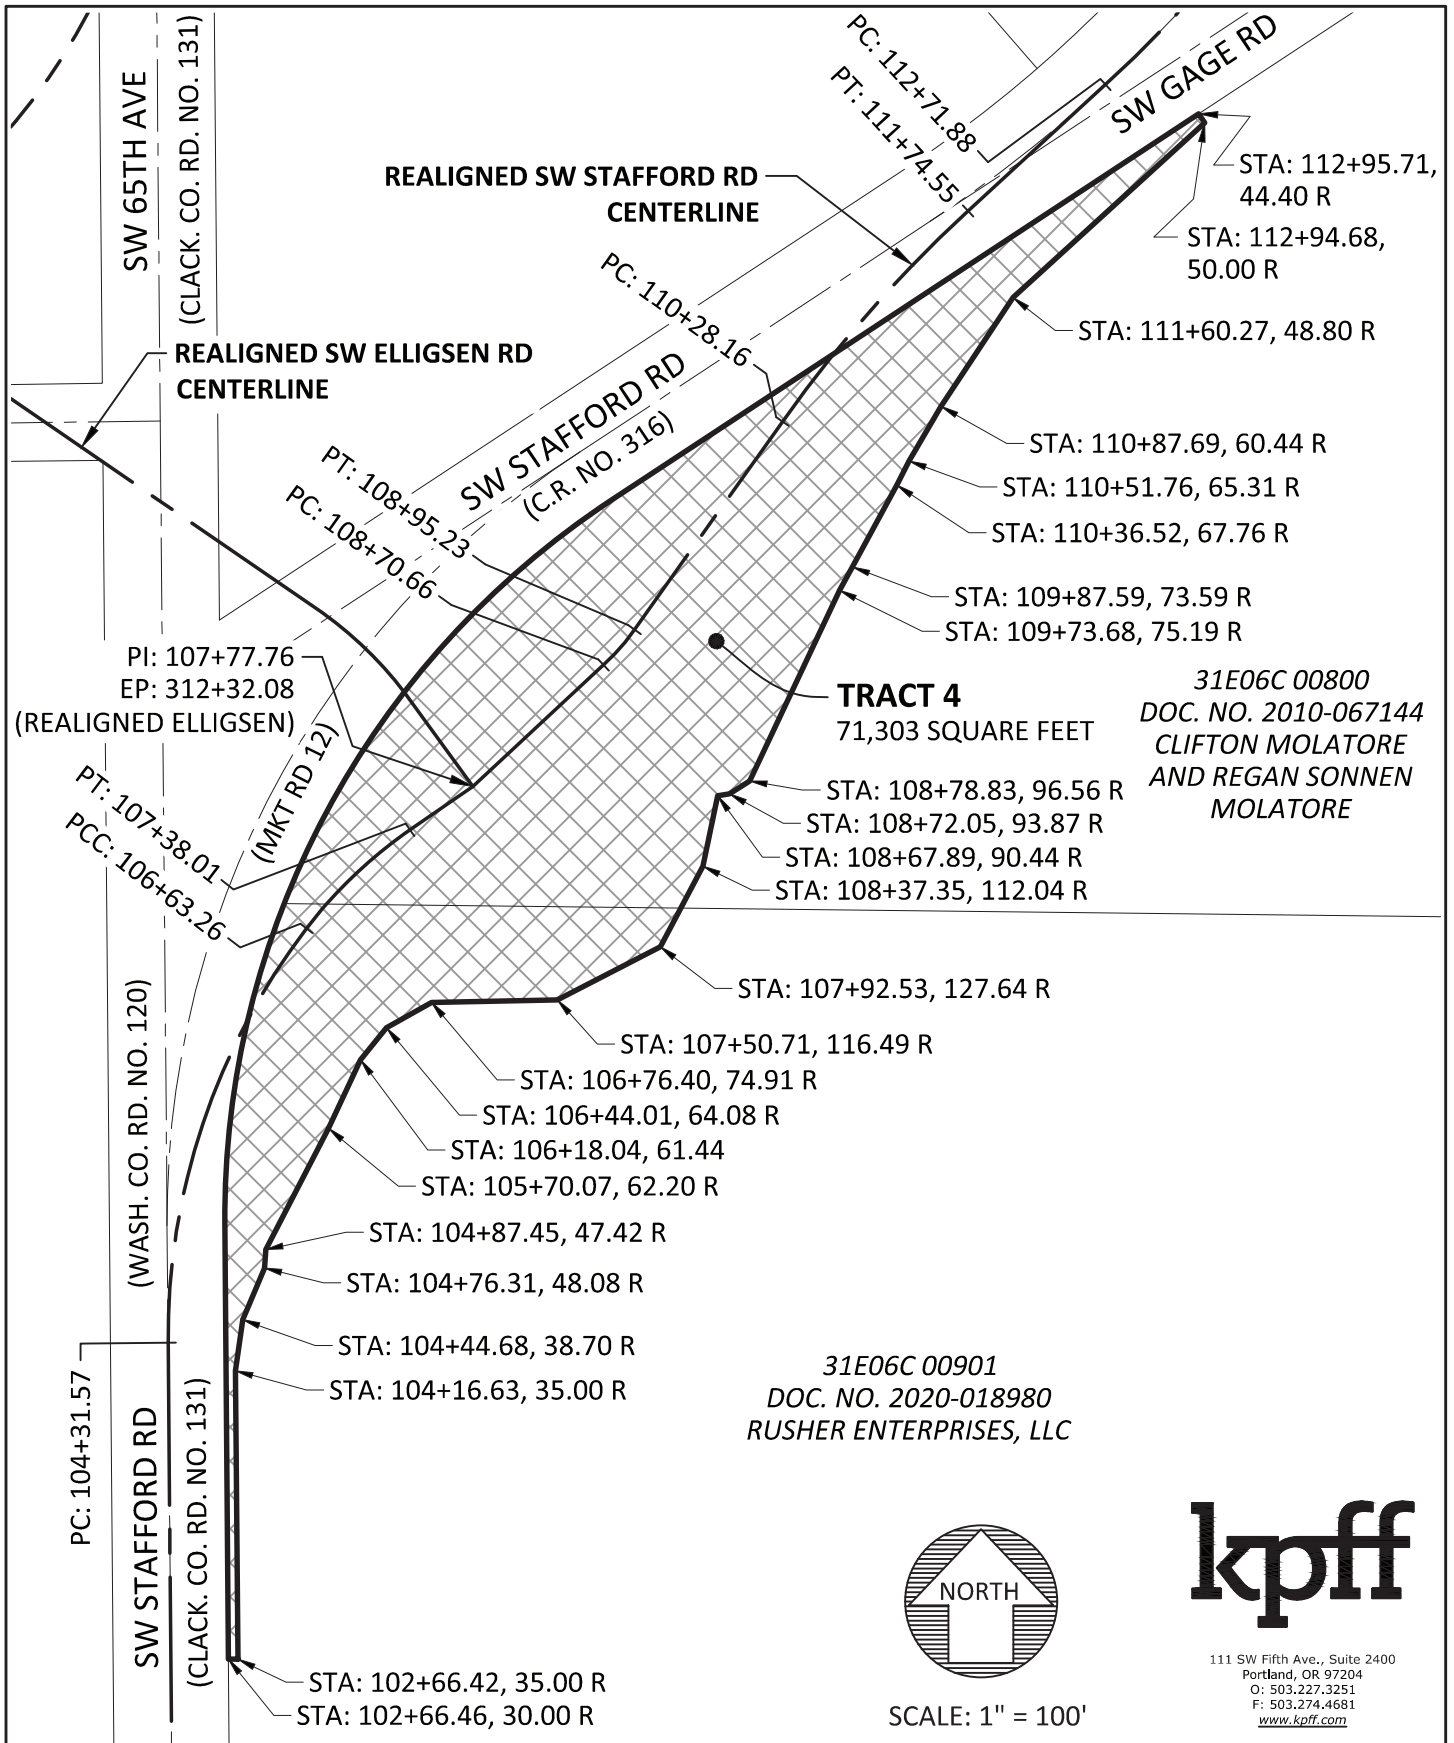 SW 65TH AVE
(CLACK. CO. RD. NO. 131)
PC: 112+71.88
PT: 111+74.55
SW GAGE RD
REALIGNED SW STAFFORD RD
CENTERLINE
STA: 112+95.71,
44.40 R
STA: 112+94.68,
50.00 R
PC: 110+28.16
STA: 111+60.27, 48.80 R
REALIGNED SW ELLIGSEN RD
CENTERLINE
SW STAFFORD RD
(C.R. NO. 316)
STA: 110+87.69, 60.44 R
STA: 110+51.76, 65.31 R
STA: 110+36.52, 67.76 R
PT: 108+95.23
PC: 108+70.66
STA: 109+87.59, 73.59 R
STA: 109+73.68, 75.19 R
PI: 107+77.76
EP: 312+32.08
(REALIGNED ELLIGSEN)
TRACT 4
71,303 SQUARE FEET
31E06C 00800
DOC. NO. 2010-067144
CLIFTON MOLATORE
AND REGAN SONNEN
MOLATORE
(MKT RD 12)
PT: 107+38.01
PCC: 106+63.26
STA: 108+78.83, 96.56 R
STA: 108+72.05, 93.87 R
STA: 108+67.89, 90.44 R
STA: 108+37.35, 112.04 R
STA: 107+92.53, 127.64 R
STA: 107+50.71, 116.49 R
STA: 106+76.40, 74.91 R
STA: 106+44.01, 64.08 R
STA: 106+18.04, 61.44
STA: 105+70.07, 62.20 R
(WASH. CO. RD. NO. 120)
STA: 104+87.45, 47.42 R
STA: 104+76.31, 48.08 R
STA: 104+44.68, 38.70 R
STA: 104+16.63, 35.00 R
PC: 104+31.57
SW STAFFORD RD
(CLACK. CO. RD. NO. 131)
31E06C 00901
DOC. NO. 2020-018980
RUSHER ENTERPRISES, LLC
STA: 102+66.42, 35.00 R
STA: 102+66.46, 30.00 R
NORTH
SCALE: 1" = 100'
kpff
111 SW Fifth Ave., Suite 2400
Portland, OR 97204
O: 503.227.3251
F: 503.274.4681
www.kpff.com